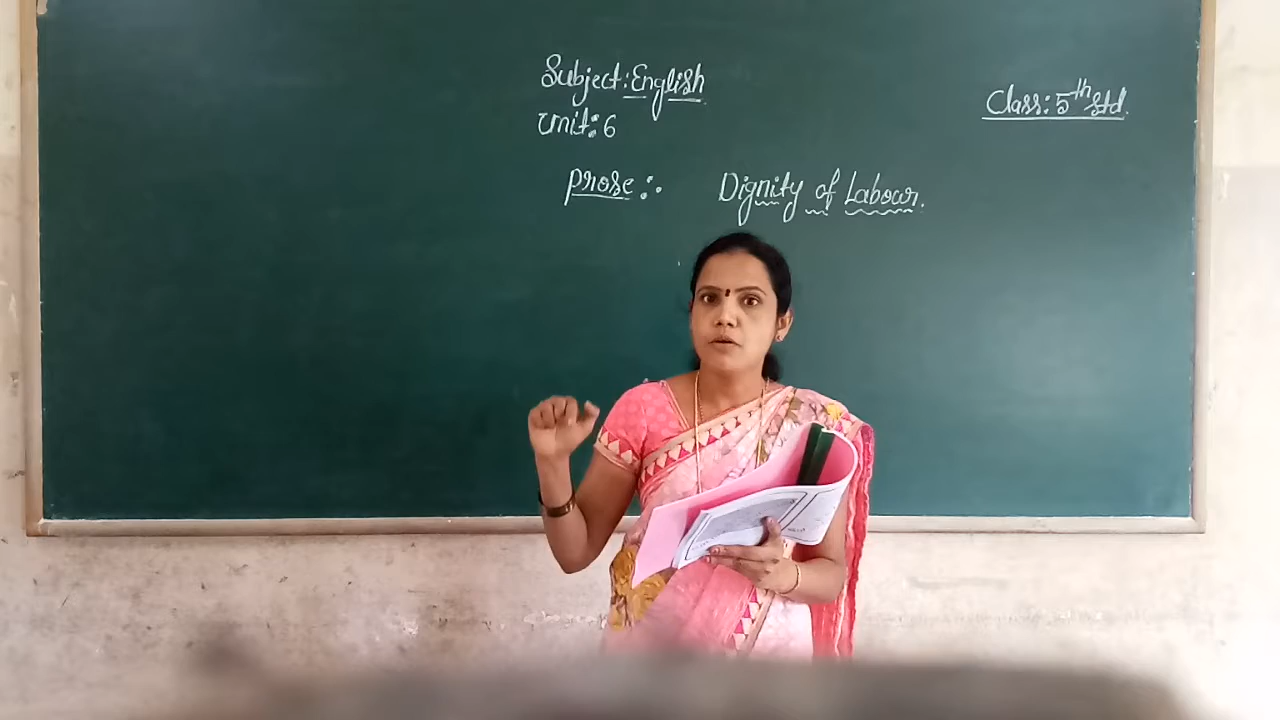 Subject: English
Class: 5th Std.
Unit: 6
Prose :. Dignity of Labour.